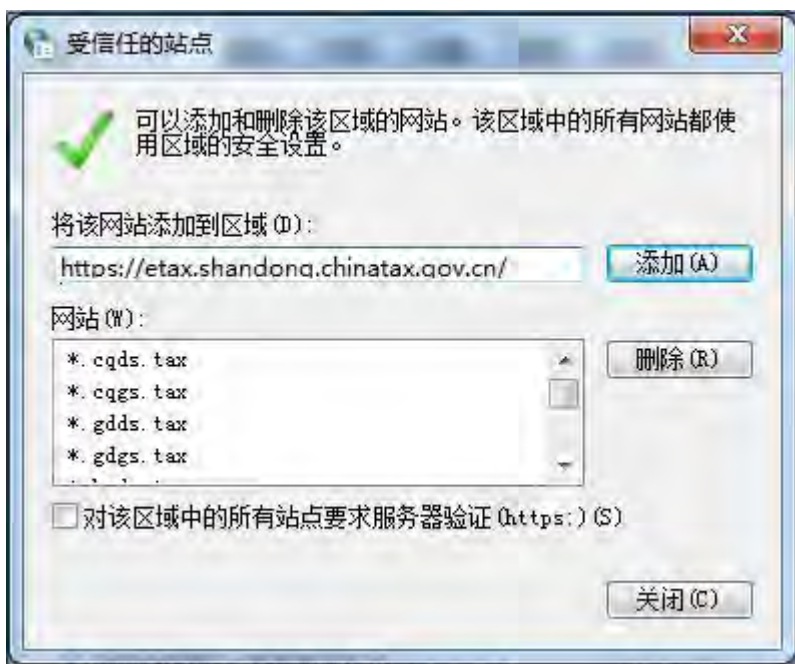 受信任的站点
可以添加和删除该区域的网站。该区域中的所有网站都使
用区域的安全设置。
将该网站添加到区域(D):
https://etax.shandong.chinatax.gov.cn/
添加(A)
网站(W):
*.cqds.tax
*.cqgs.tax
*.gdds.tax
*.gdgs.tax
删除(R)
对该区域中的所有站点要求服务器验证(https:)(S)
关闭(C)